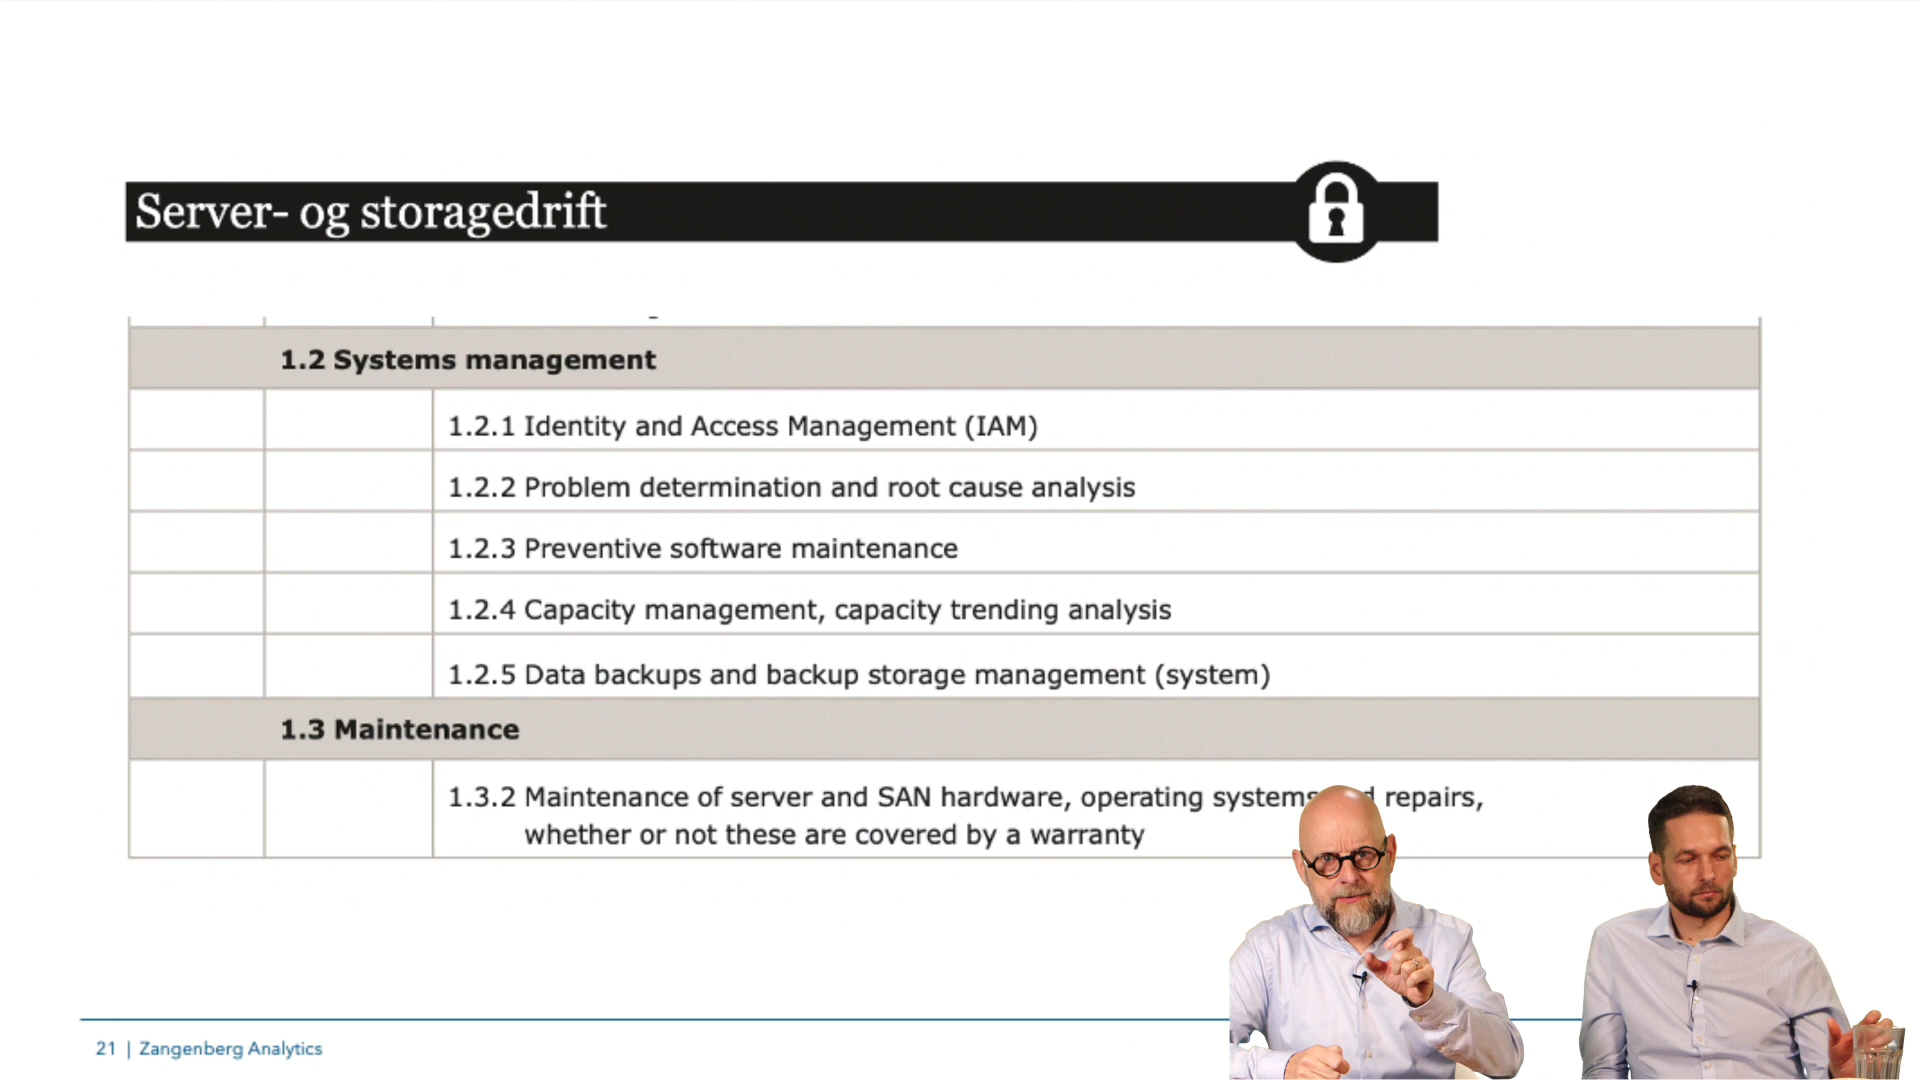 Server- og storagedrift
1.2 Systems management
1.2.1 Identity and Access Management (IAM)
1.2.2 Problem determination and root cause analysis
1.2.3 Preventive software maintenance
1.2.4 Capacity management, capacity trending analysis
1.2.5 Data backups and backup storage management (system)
1.3 Maintenance
1.3.2 Maintenance of server and SAN hardware, operating systems repairs,
whether or not these are covered by a warranty
21 | Zangenberg Analytics